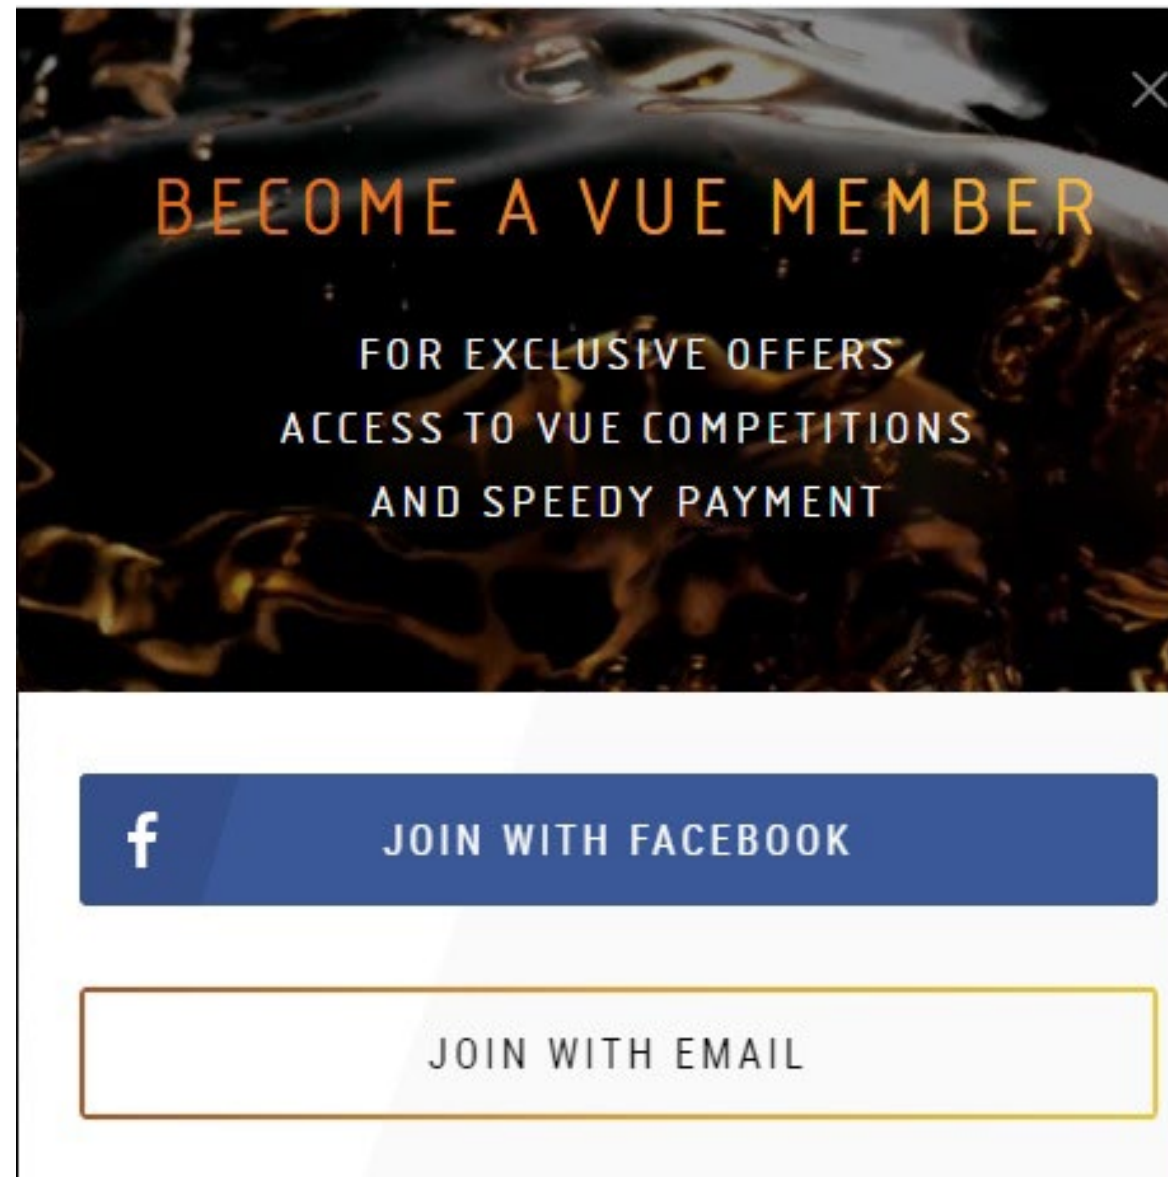 BECOME A VUE MEMBER
FOR EXCLUSIVE OFFERS
ACCESS TO VUE COMPETITIONS
AND SPEEDY PAYMENT
f JOIN WITH FACEBOOK
JOIN WITH EMAIL